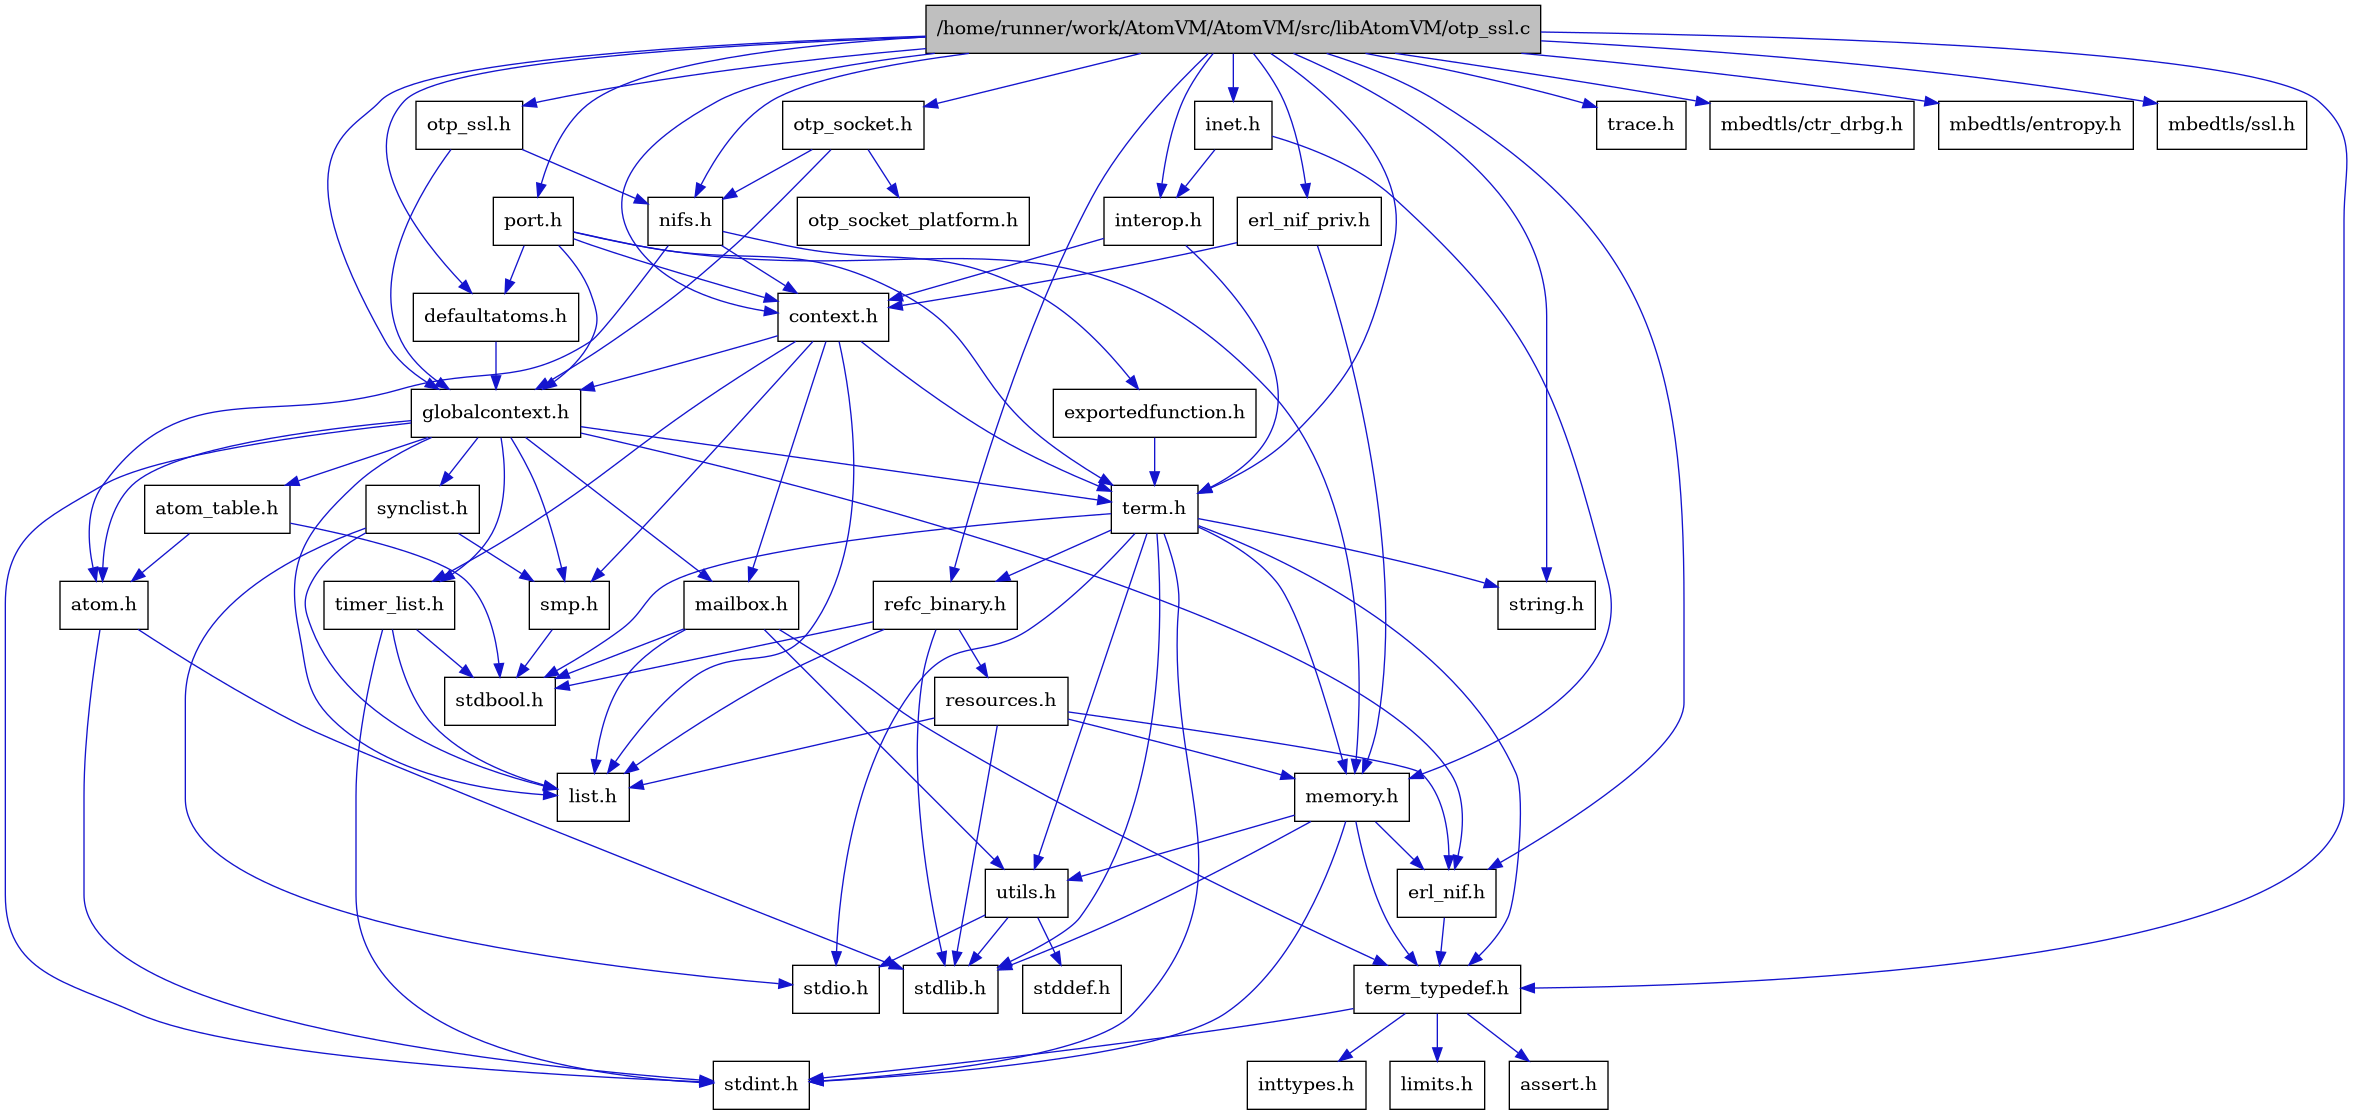 /home/runner/work/AtomVM/AtomVM/src/libAtomVM/otp_ssl.c
otp_ssl.h
otp_socket.h
inet.h
trace.h
mbedtls/ctr_drbg.h
mbedtls/entropy.h
mbedtls/ssl.h
port.h
nifs.h
otp_socket_platform.h
interop.h
erl_nif_priv.h
defaultatoms.h
context.h
globalcontext.h
exportedfunction.h
atom_table.h
synclist.h
term.h
atom.h
timer_list.h
smp.h
mailbox.h
refc_binary.h
string.h
stdbool.h
resources.h
list.h
memory.h
utils.h
erl_nif.h
stdio.h
stdlib.h
stddef.h
term_typedef.h
stdint.h
inttypes.h
limits.h
assert.h